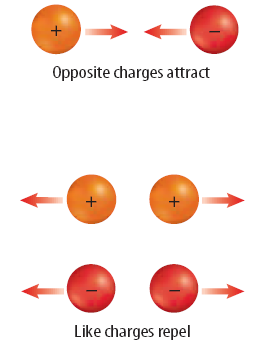 + −
Opposite charges attract
+ +
− −
Like charges repel